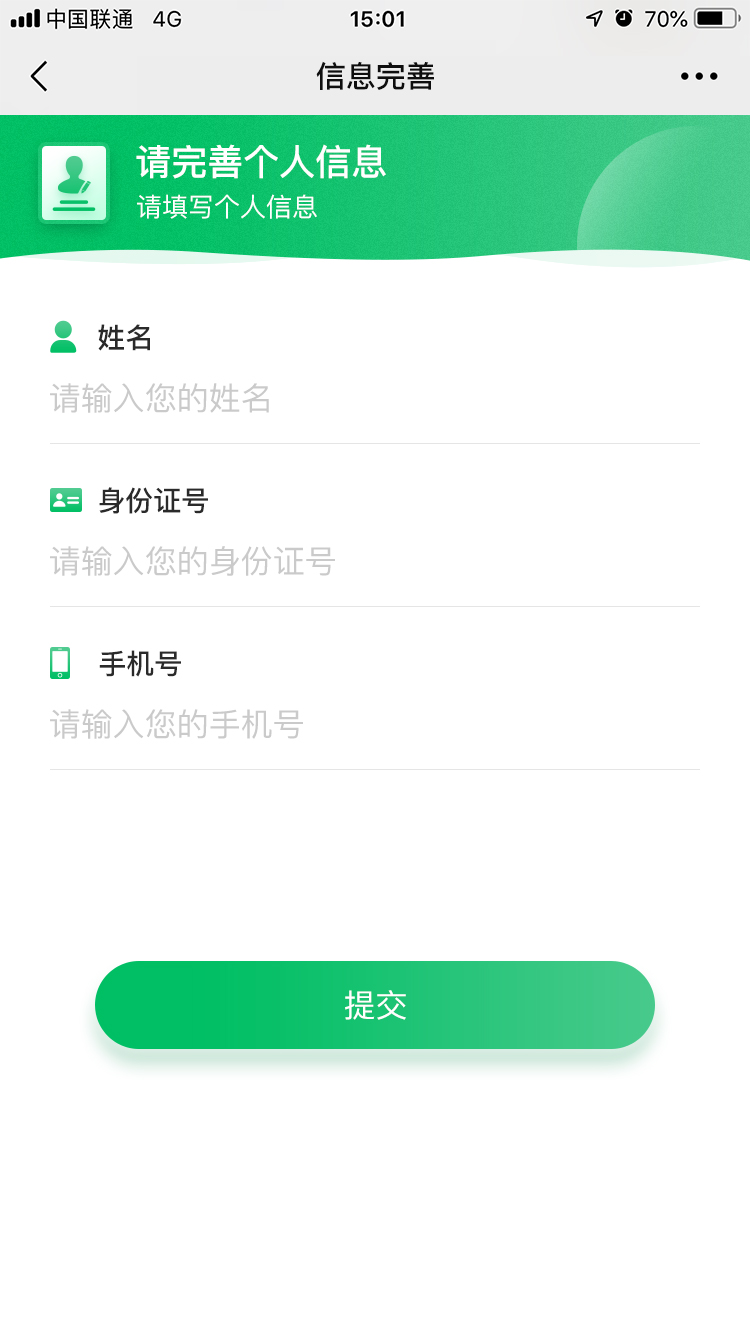 中国联通 4G 15:01 70%
信息完善
请完善个人信息
请填写个人信息
姓名
请输入您的姓名
身份证号
请输入您的身份证号
手机号
请输入您的手机号
提交